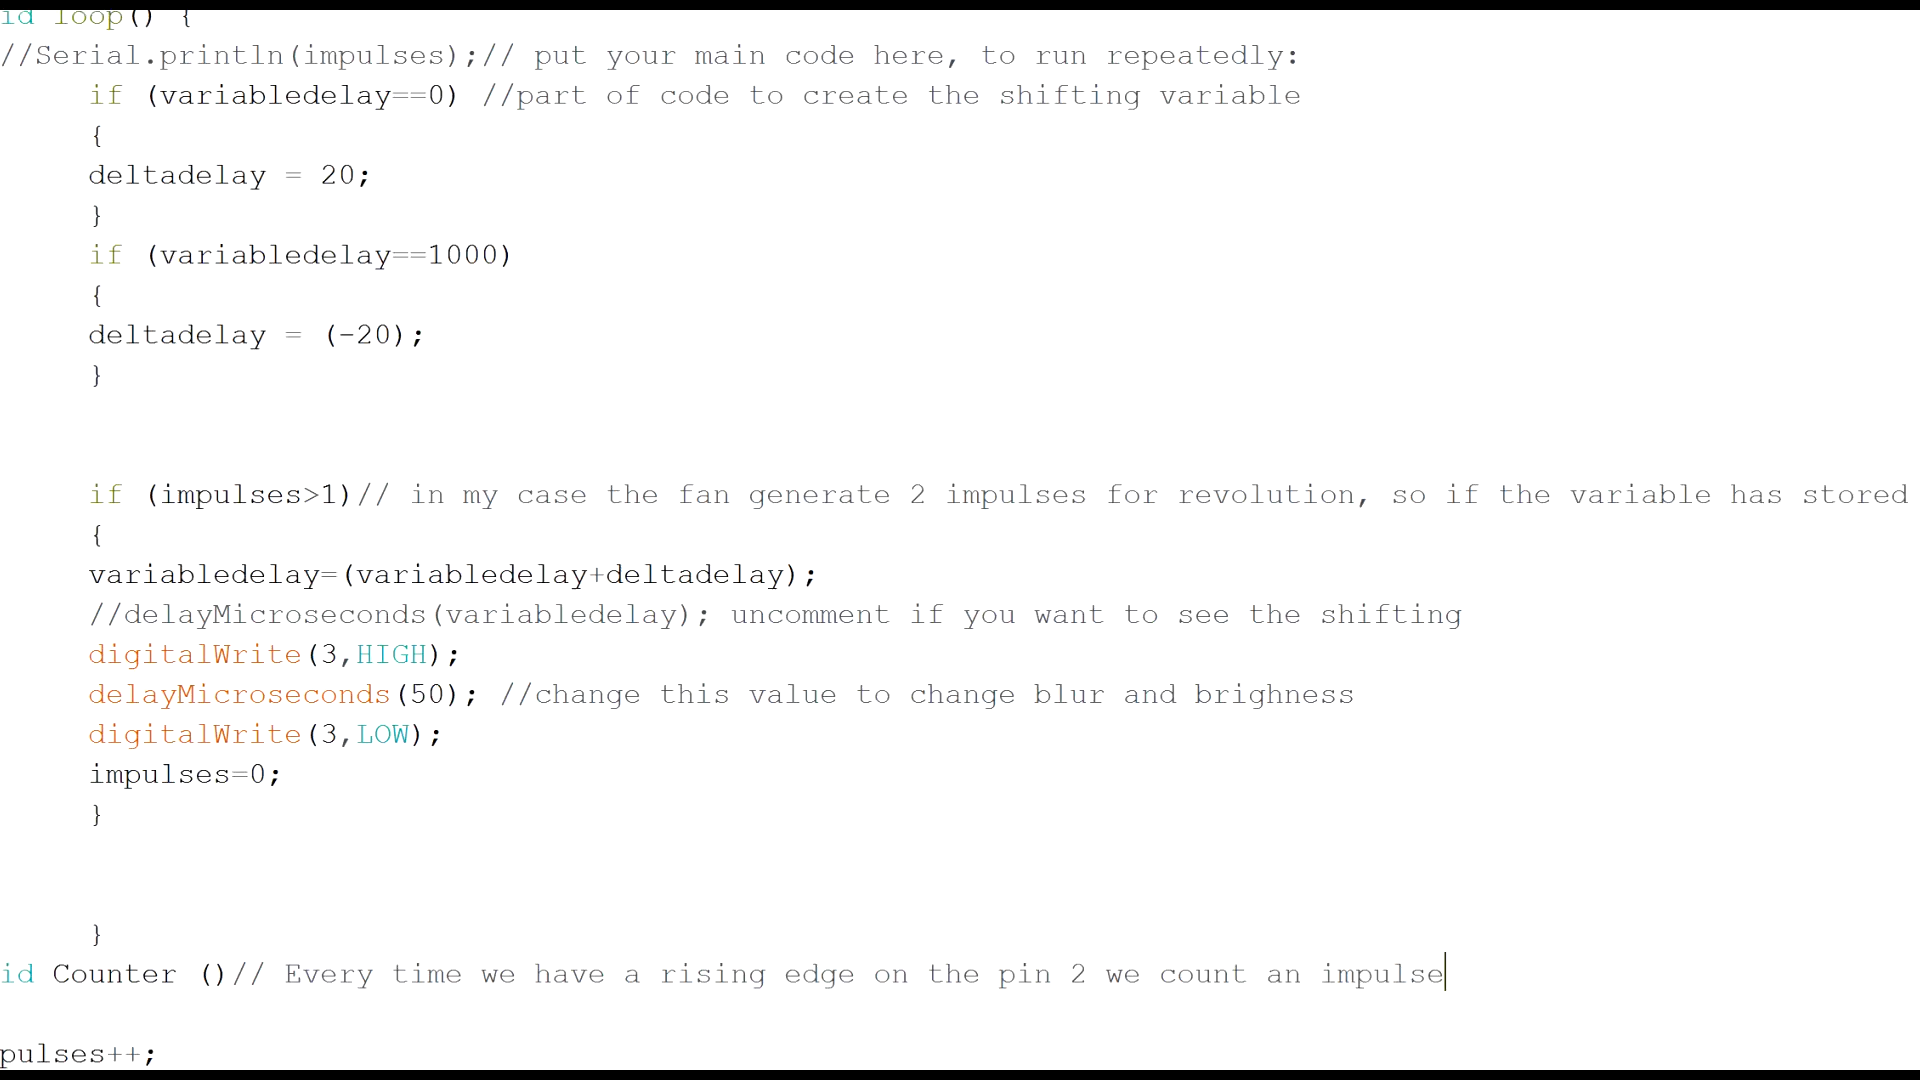 id loop() {
//Serial.println(impulses);// put your main code here, to run repeatedly:
if (variabledelay==0) //part of code to create the shifting variable
{
deltadelay = 20;
}
if (variabledelay==1000)
{
deltadelay = (-20);
}
if (impulses>1)// in my case the fan generate 2 impulses for revolution, so if the variable has stored
{
variabledelay=(variabledelay+deltadelay);
//delayMicroseconds(variabledelay); uncomment if you want to see the shifting
digitalWrite(3,HIGH);
delayMicroseconds(50); //change this value to change blur and brighness
digitalWrite(3,LOW);
impulses=0;
}
}
id Counter ()// Every time we have a rising edge on the pin 2 we count an impulse
pulses++;